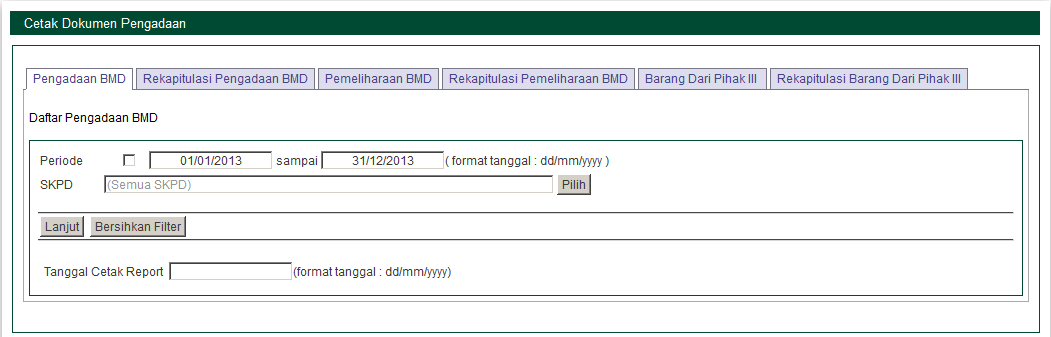 Cetak Dokumen Pengadaan
Pengadaan BMD Rekapitulasi Pengadaan BMD Pemeliharaan BMD Rekapitulasi Pemeliharaan BMD Barang Dari Pihak III Rekapitulasi Barang Dari Pihak III
Daftar Pengadaan BMD
Periode 01/01/2013 sampai 31/12/2013 ( format tanggal : dd/mm/yyyy )
SKPD (Semua SKPD) Pilih
Lanjut Bersihkan Filter
Tanggal Cetak Report (format tanggal : dd/mm/yyyy)